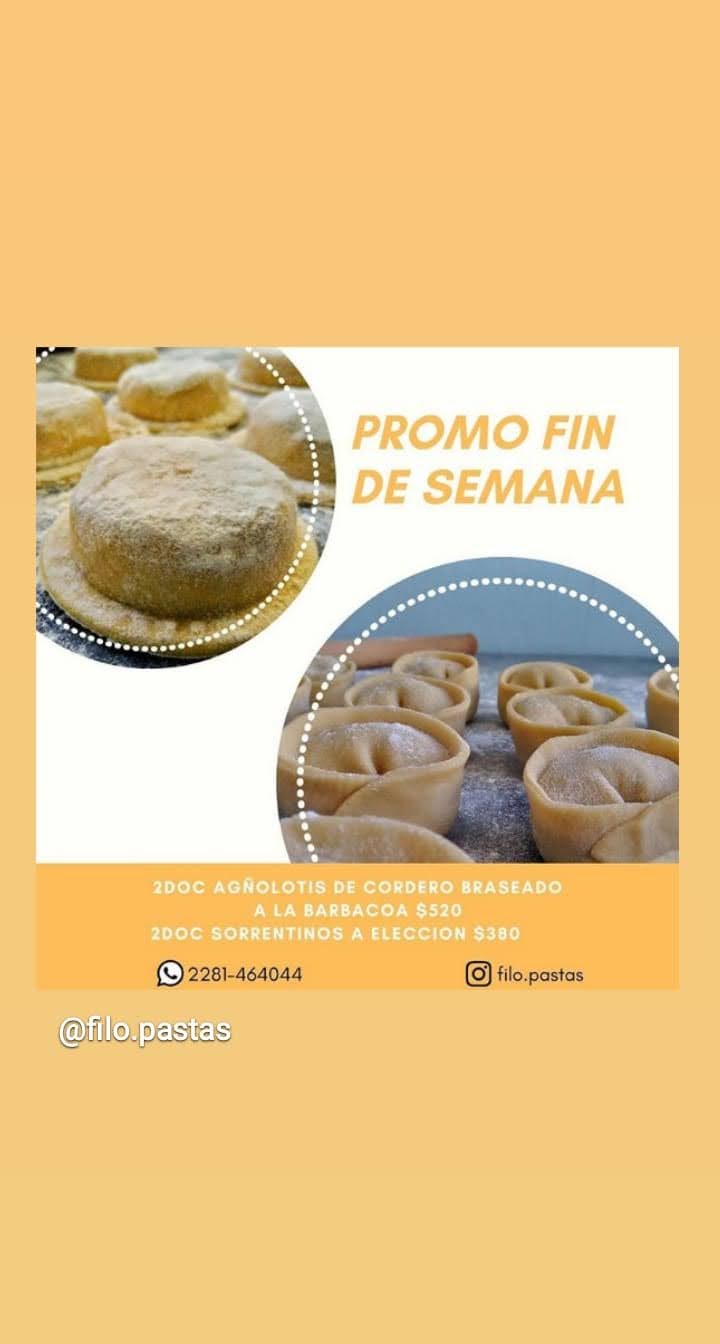 PROMO FIN
DE SEMANA
2DOC AGÑOLOTIS DE CORDERO BRASEADO
A LA BARBACOA $520
2DOC SORRENTINOS A ELECCION $380
2281-464044
filo.pastas
@filo.pastas